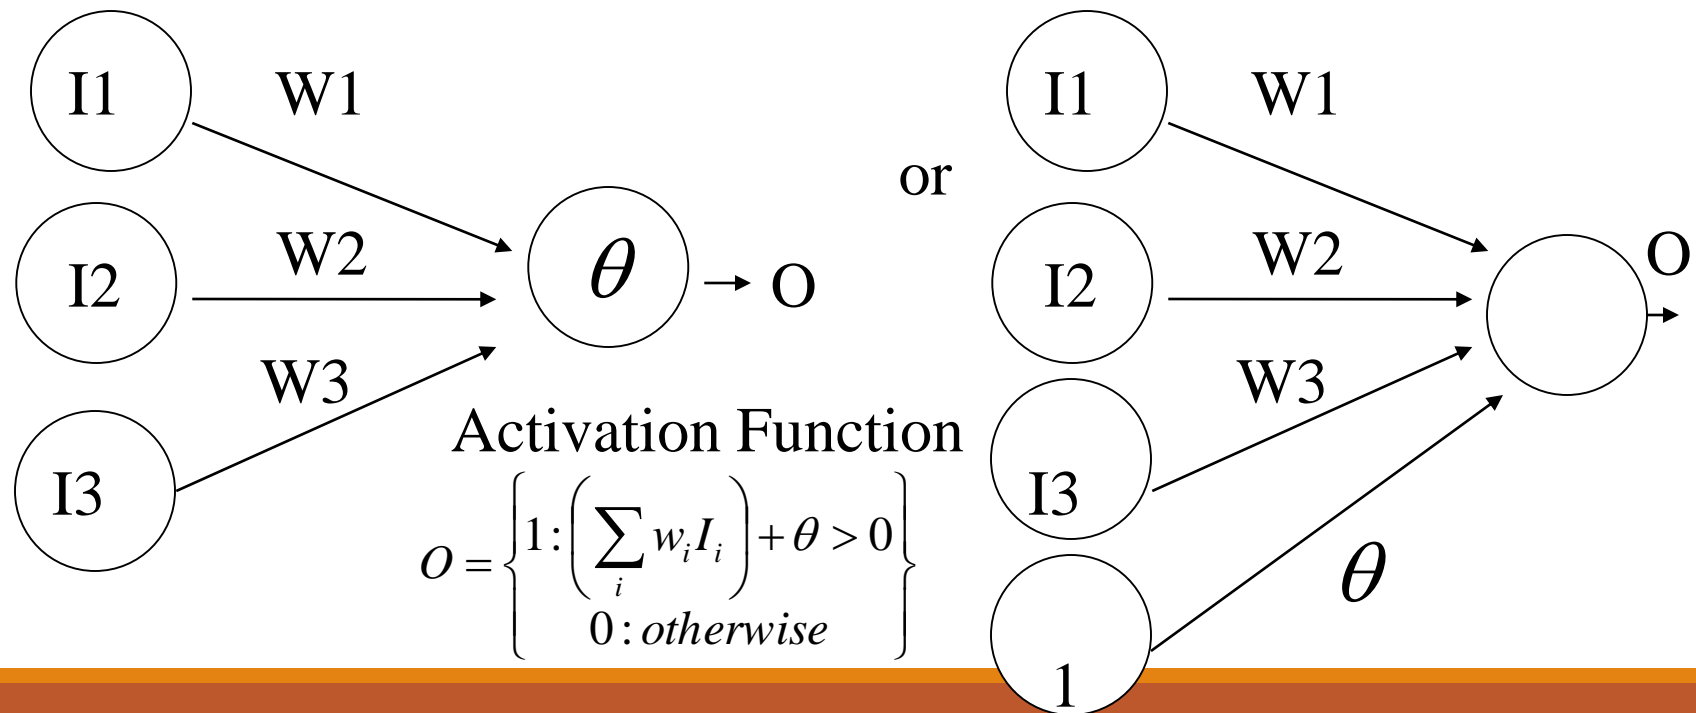 I1
W1
I2
W2
θ
→ O
I3
W3
Activation Function
O = { 1 : ( ∑_i w_i I_i ) + θ > 0
0 : otherwise }
or
I1
W1
I2
W2
O
I3
W3
1
θ